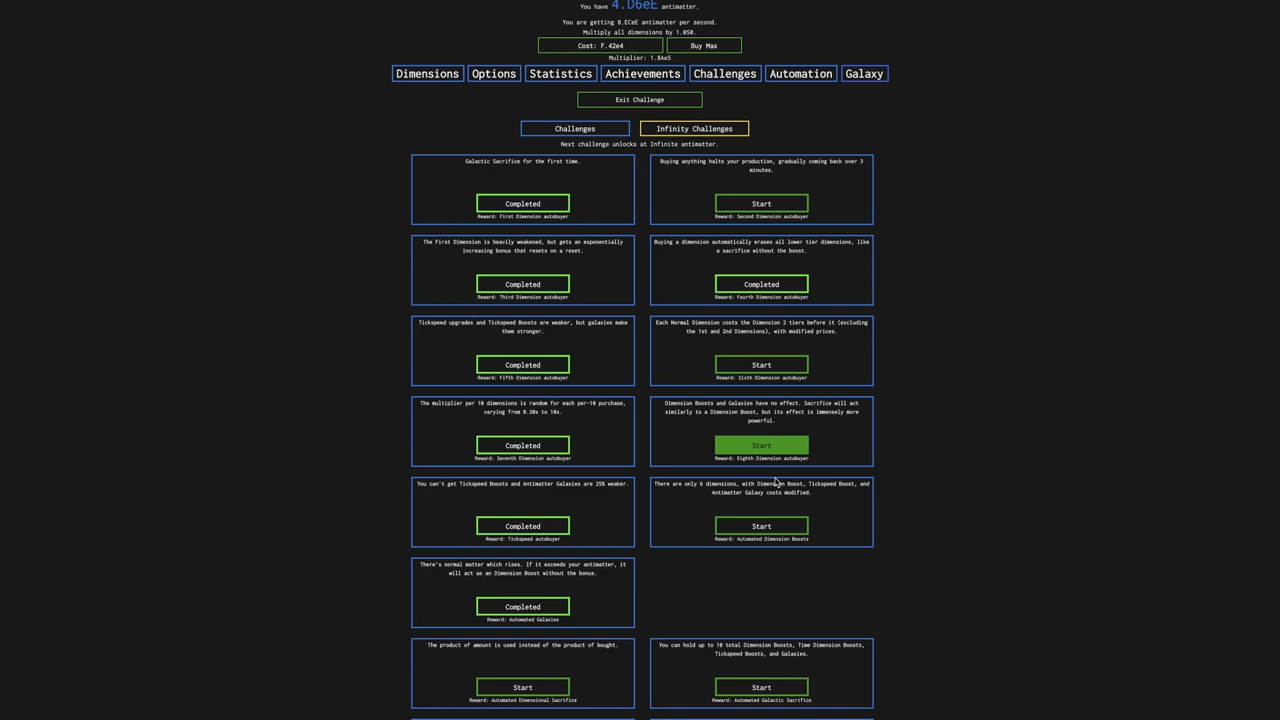 You have 4.D6eE antimatter.
You are getting 8.ECeE antimatter per second.
Multiply all dimensions by 1.050.
Cost: F.42e4
Buy Max
Multiplier: 1.8Ae5
Dimensions
Options
Statistics
Achievements
Challenges
Automation
Galaxy
Exit Challenge
Challenges
Infinity Challenges
Next challenge unlocks at Infinite antimatter.
Galactic Sacrifice for the first time.
Completed
Reward: First Dimension autobuyer
Buying anything halts your production, gradually coming back over 3
minutes.
Start
Reward: Second Dimension autobuyer
The First Dimension is heavily weakened, but gets an exponentially
increasing bonus that resets on a reset.
Completed
Reward: Third Dimension autobuyer
Buying a dimension automatically erases all lower tier dimensions, like
a sacrifice without the boost.
Completed
Reward: Fourth Dimension autobuyer
Tickspeed upgrades and Tickspeed Boosts are weaker, but galaxies make
them stronger.
Completed
Reward: Fifth Dimension autobuyer
Each Normal Dimension costs the Dimension 2 tiers before it (excluding
the 1st and 2nd Dimensions), with modified prices.
Start
Reward: Sixth Dimension autobuyer
The multiplier per 10 dimensions is random for each per-10 purchase,
varying from 0.30x to 10x.
Completed
Reward: Seventh Dimension autobuyer
Dimension Boosts and Galaxies have no effect. Sacrifice will act
similarly to a Dimension Boost, but its effect is immensely more
powerful.
Start
Reward: Eighth Dimension autobuyer
You can't get Tickspeed Boosts and Antimatter Galaxies are 25% weaker.
Completed
Reward: Tickspeed autobuyer
There are only 6 dimensions, with Dimension Boost, Tickspeed Boost, and
Antimatter Galaxy costs modified.
Start
Reward: Automated Dimension Boosts
There's normal matter which rises. If it exceeds your antimatter, it
will act as an Dimension Boost without the bonus.
Completed
Reward: Automated Galaxies
The product of amount is used instead of the product of bought.
Start
Reward: Automated Dimensional Sacrifice
You can hold up to 10 total Dimension Boosts, Time Dimension Boosts,
Tickspeed Boosts, and Galaxies.
Start
Reward: Automated Galactic Sacrifice